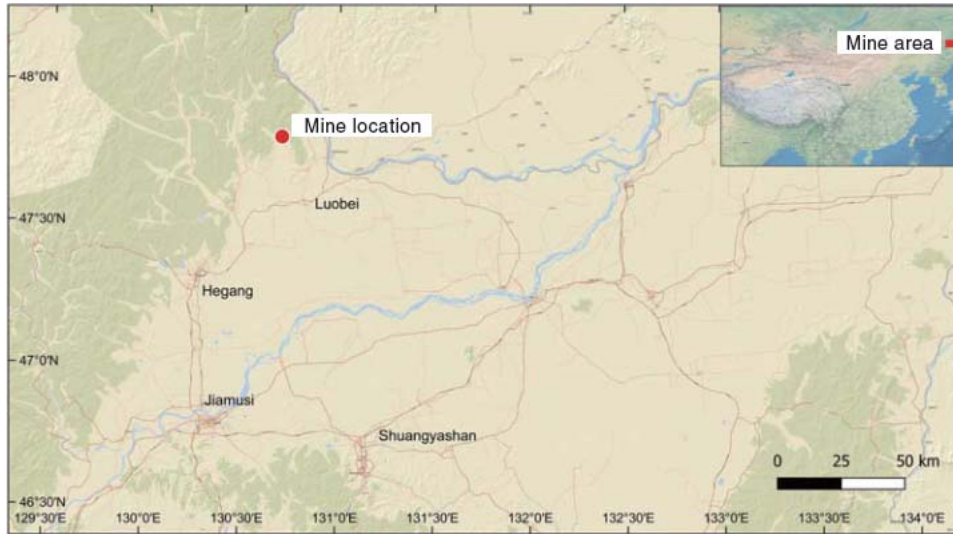 Mine area
48°0'N
Mine location
Luobei
47°30'N
Hegang
47°0'N
Jiamusi
Shuangyashan
0 25 50 km
46°30'N
129°30'E 130°0'E 130°30'E 131°0'E 131°30'E 132°0'E 132°30'E 133°0'E 133°30'E 134°0'E